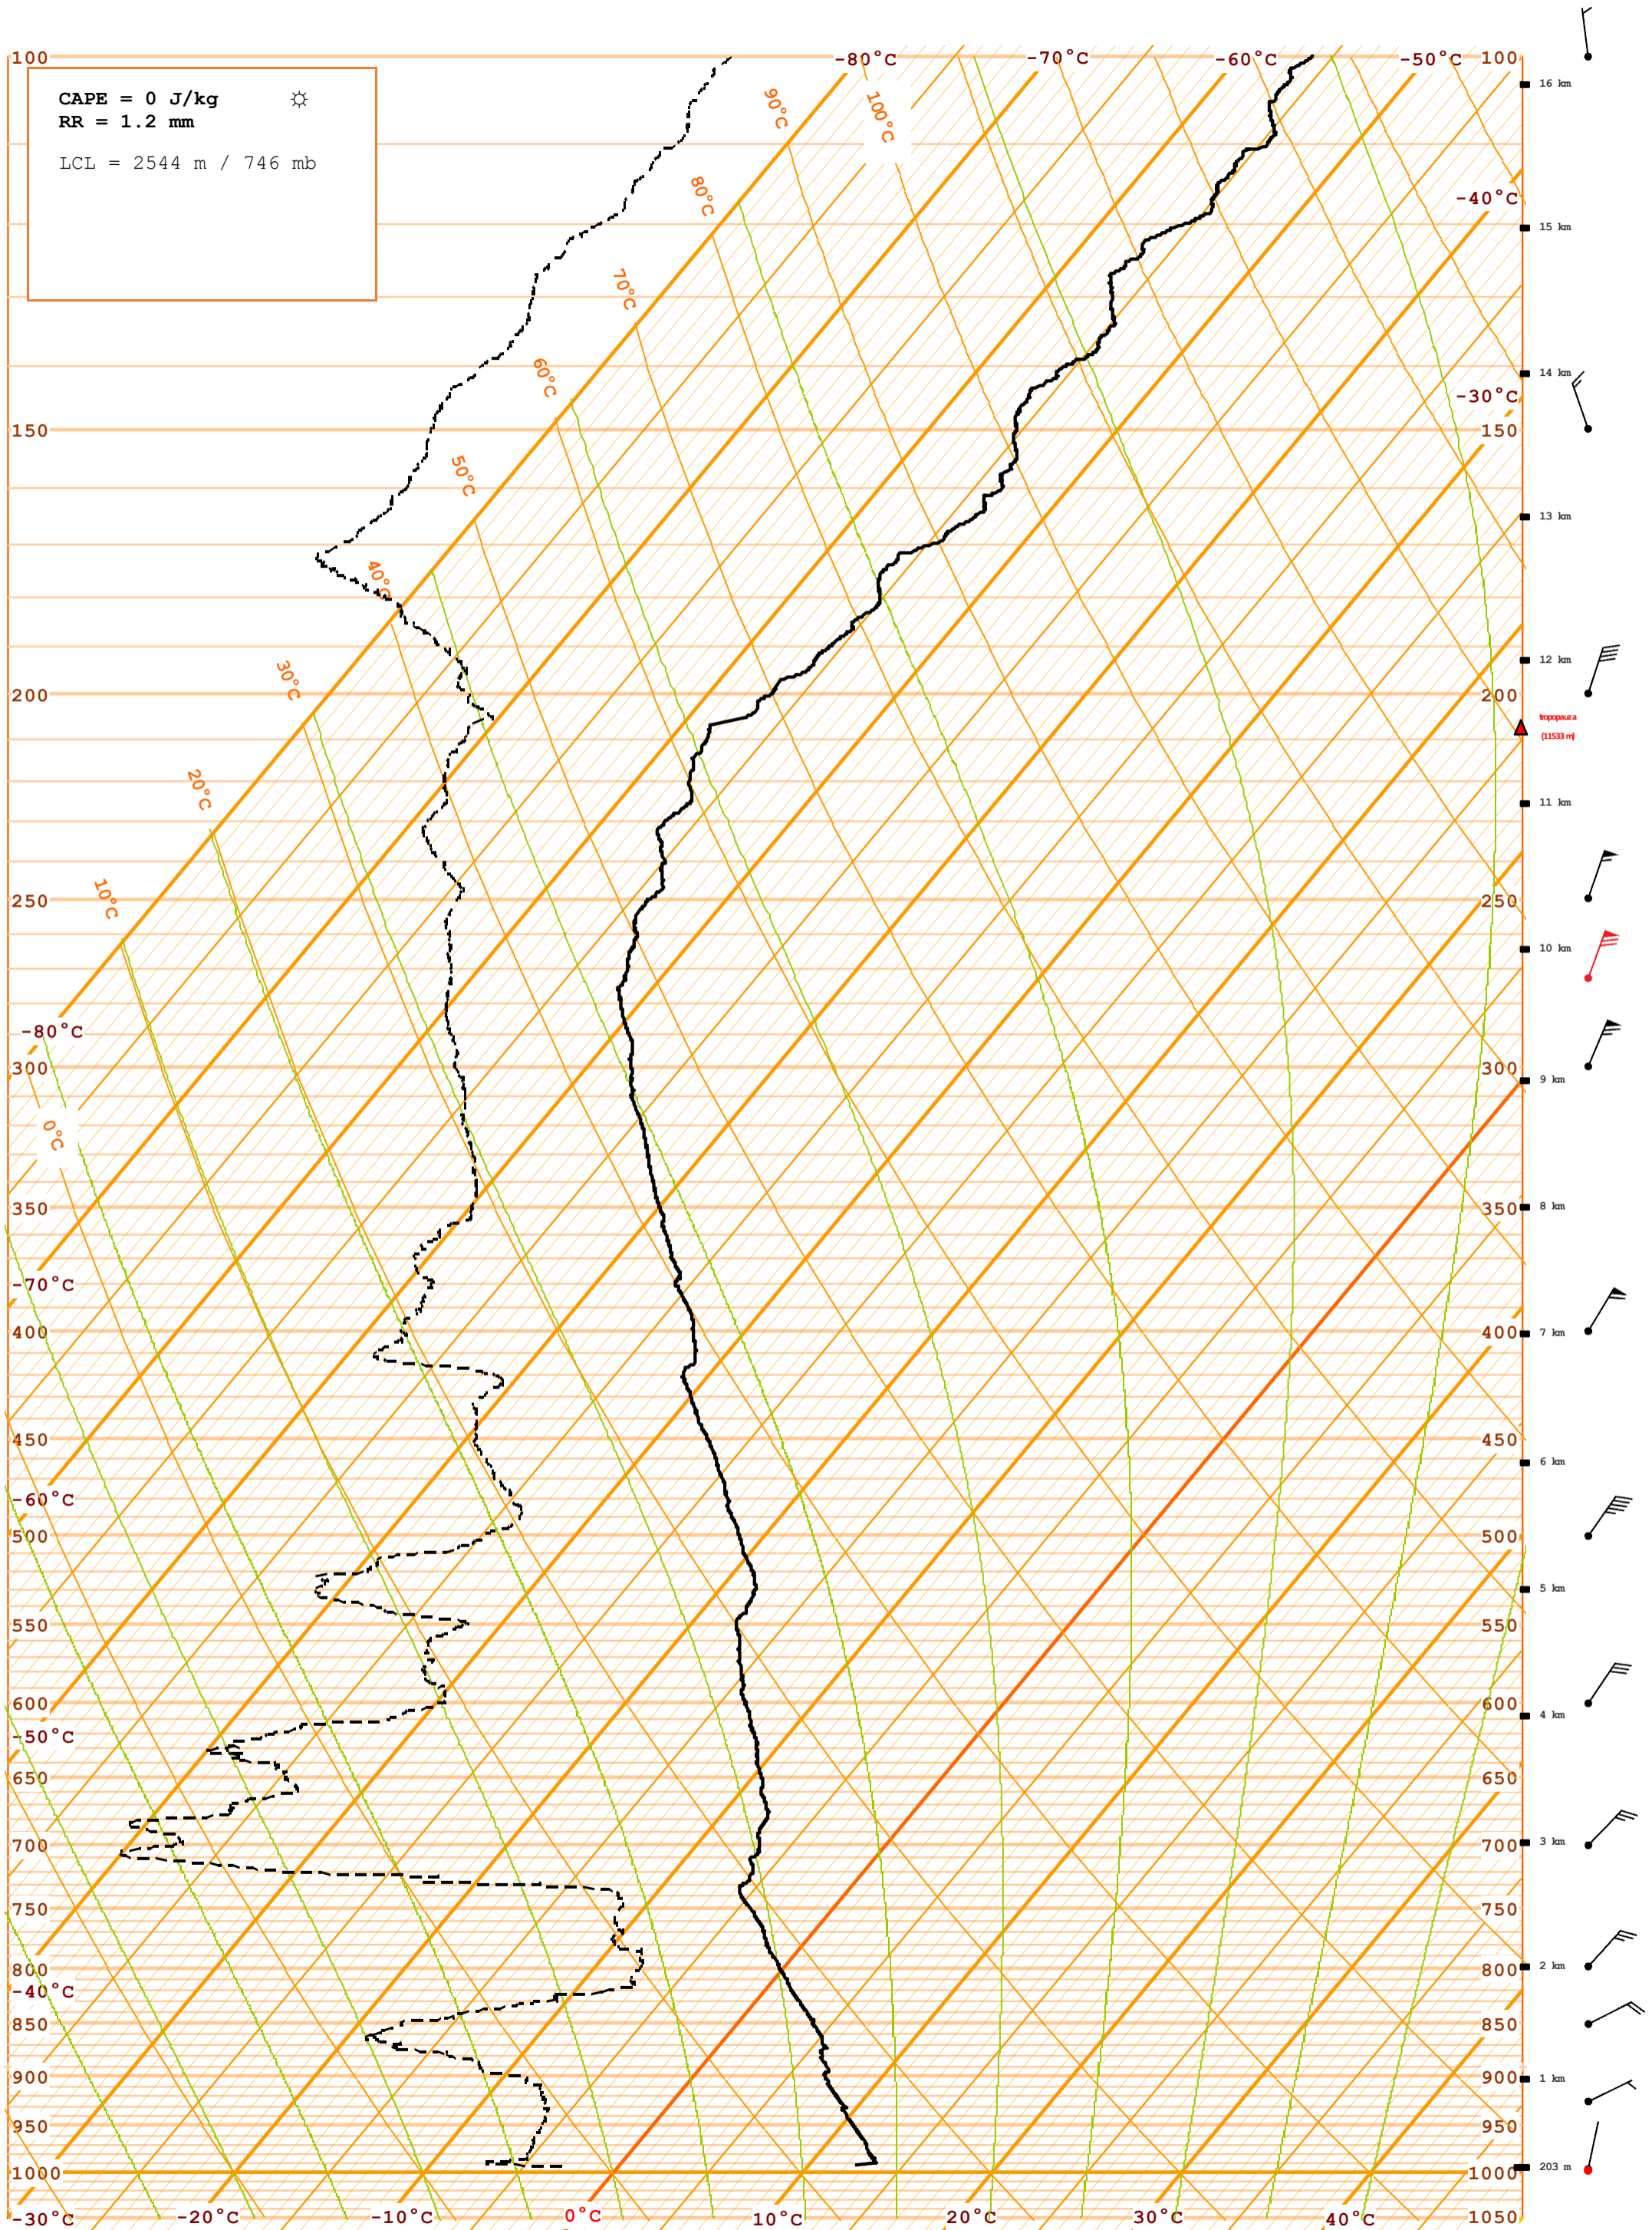 -80°C -70°C -60°C -50°C
100 100
16 km
CAPE = 0 J/kg ☼
RR = 1.2 mm
LCL = 2544 m / 746 mb
90°C 100°C
80°C -40°C
15 km
70°C
14 km
60°C -30°C
150 150
50°C
13 km
40°C
12 km
30°C
200 200
tropopauza
(11533 m)
20°C
11 km
10°C
250 250
10 km
-80°C
300 300
9 km
0°C
350 350 8 km
-70°C
400 400 7 km
450 450
6 km
-60°C
500 500
5 km
550 550
600 600
4 km
-50°C
650 650
700 700 3 km
750 750
800 800 2 km
-40°C
850 850
900 900 1 km
950 950
1000 1000 203 m
-30°C -20°C -10°C 0°C 10°C 20°C 30°C 40°C 1050